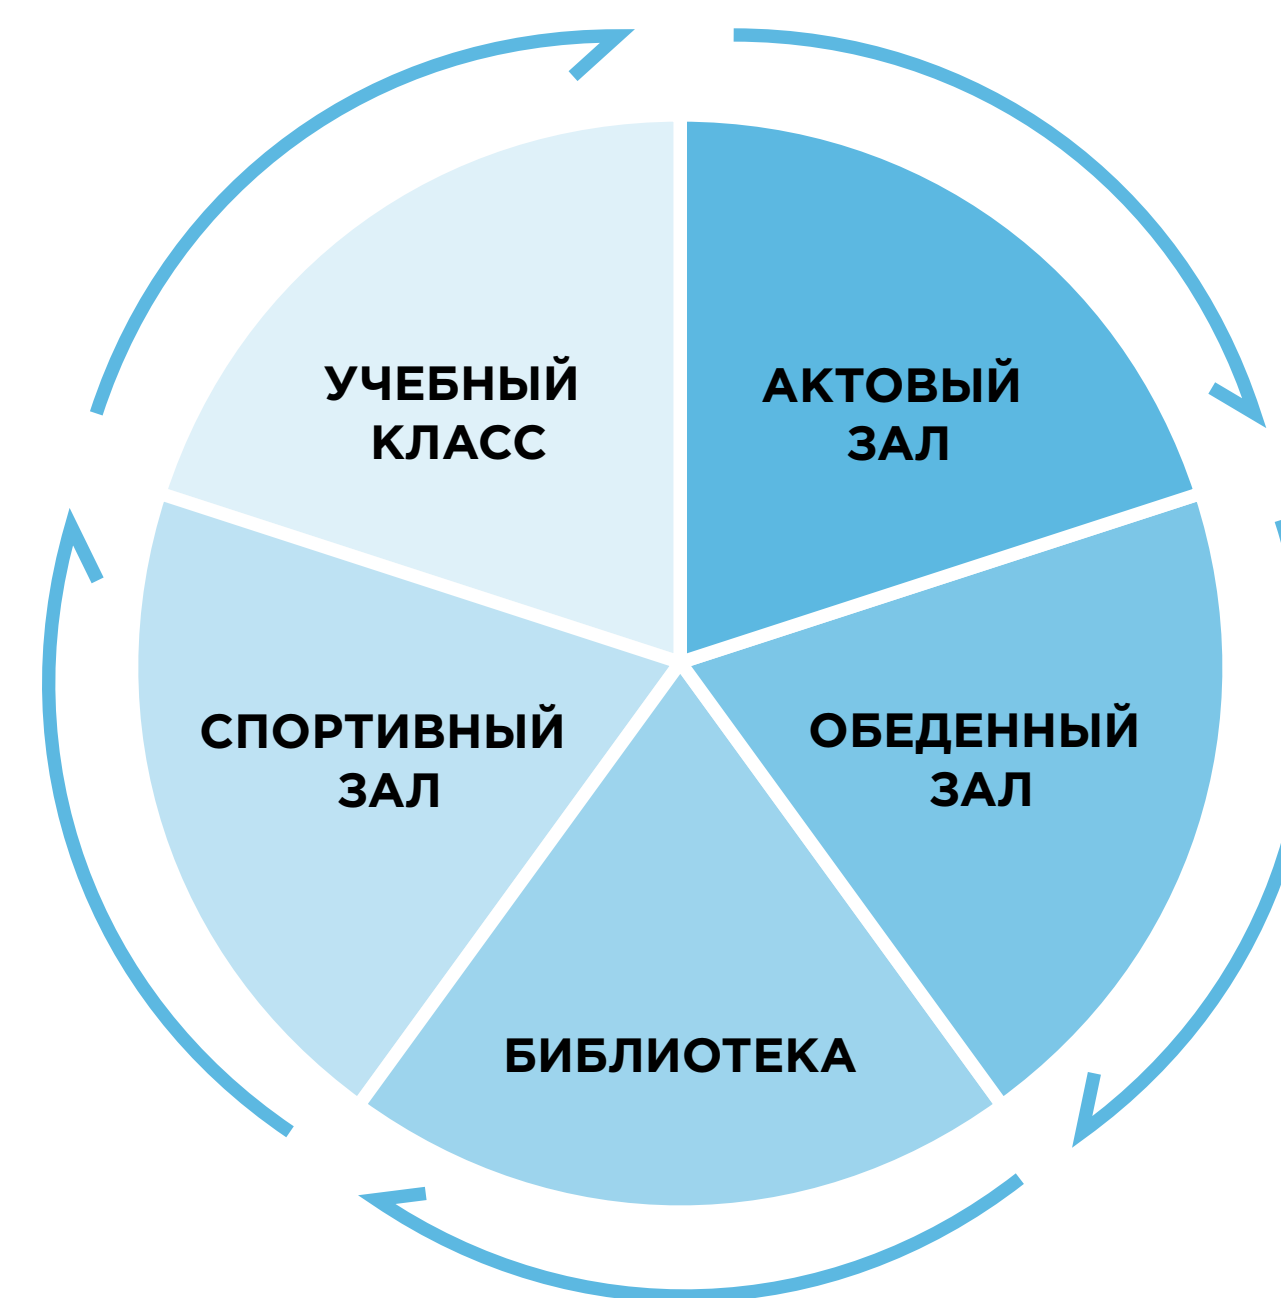 УЧЕБНЫЙ
КЛАСС
АКТОВЫЙ
ЗАЛ
СПОРТИВНЫЙ
ЗАЛ
ОБЕДЕННЫЙ
ЗАЛ
БИБЛИОТЕКА